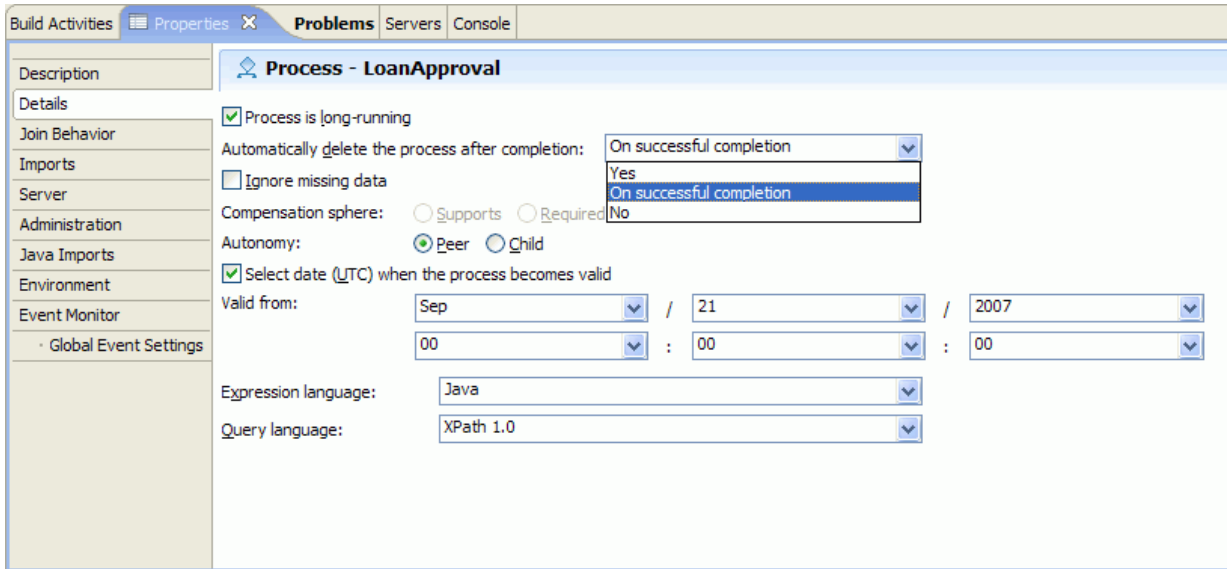 Build Activities Properties Problems Servers Console
Process - LoanApproval
Description
Details
Join Behavior
Imports
Server
Administration
Java Imports
Environment
Event Monitor
Global Event Settings
Process is long-running
Automatically delete the process after completion: On successful completion
Yes
On successful completion
No
Ignore missing data
Compensation sphere: Supports Required
Autonomy: Peer Child
Select date (UTC) when the process becomes valid
Valid from: Sep / 21 / 2007
00 : 00 : 00
Expression language: Java
Query language: XPath 1.0